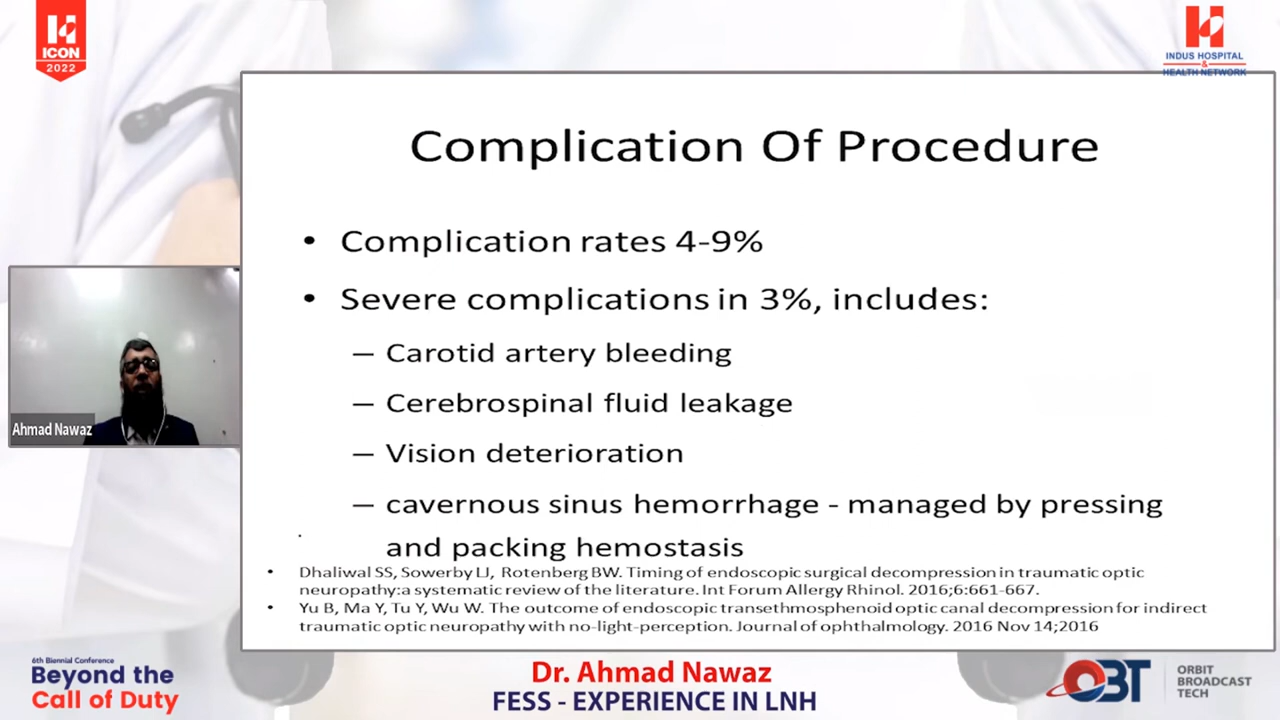 ICON
2022
INDUS HOSPITAL
&
HEALTH NETWORK
Complication Of Procedure
• Complication rates 4-9%
• Severe complications in 3%, includes:
– Carotid artery bleeding
– Cerebrospinal fluid leakage
– Vision deterioration
– cavernous sinus hemorrhage - managed by pressing
and packing hemostasis
• Dhaliwal SS, Sowerby LJ, Rotenberg BW. Timing of endoscopic surgical decompression in traumatic optic
neuropathy:a systematic review of the literature. Int Forum Allergy Rhinol. 2016;6:661-667.
• Yu B, Ma Y, Tu Y, Wu W. The outcome of endoscopic transethmosphenoid optic canal decompression for indirect
traumatic optic neuropathy with no-light-perception. Journal of ophthalmology. 2016 Nov 14;2016
Ahmad Nawaz
6th Biennial Conference
Beyond the
Call of Duty
Dr. Ahmad Nawaz
FESS - EXPERIENCE IN LNH
OBT
ORBIT
BROADCAST
TECH